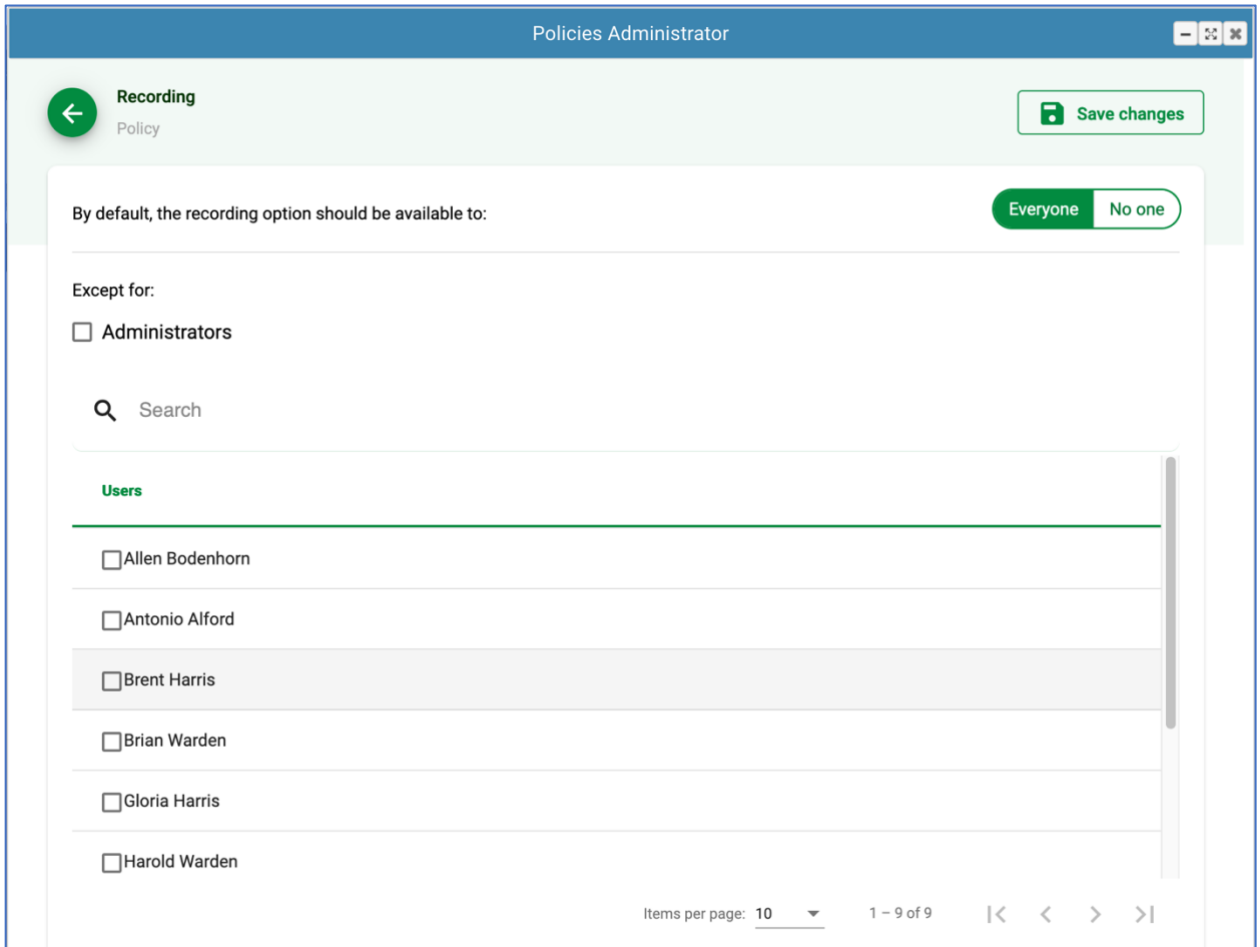 Policies Administrator
Recording
Policy
Save changes
By default, the recording option should be available to:
Everyone
No one
Except for:
Administrators
Search
Users
Allen Bodenhorn
Antonio Alford
Brent Harris
Brian Warden
Gloria Harris
Harold Warden
Items per page: 10
1 – 9 of 9